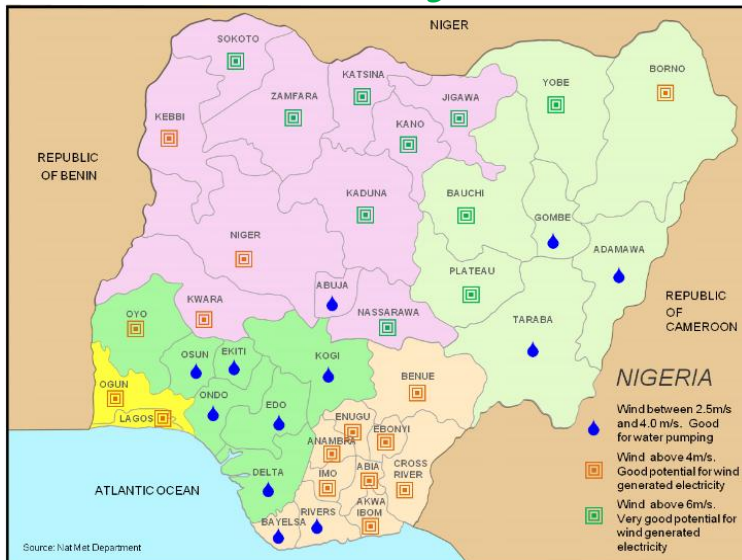 NIGER
SOKOTO
KATSINA
BORNO
YOBE
ZAMFARA
JIGAWA
KEBBI
KANO
REPUBLIC
OF BENIN
KADUNA
BAUCHI
GOMBE
NIGER
ADAMAWA
PLATEAU
ABUJA
KWARA
NASSARAWA
REPUBLIC
OF
CAMEROON
OYO
TARABA
OSUN
EKITI
KOGI
BENUE
NIGERIA
OGUN
ONDO
EDO
LAGOS
ENUGU
EBONYI
ANAMBRA
Wind between 2.5m/s
and 4.0 m/s. Good
for water pumping
DELTA
IMO
ABIA
CROSS
RIVER
Wind above 4m/s.
Good potential for wind
generated electricity
ATLANTIC OCEAN
AKWA
IBOM
BAYELSA
RIVERS
Wind above 6m/s.
Very good potential for
wind generated
electricity
Source: Nat Met Department